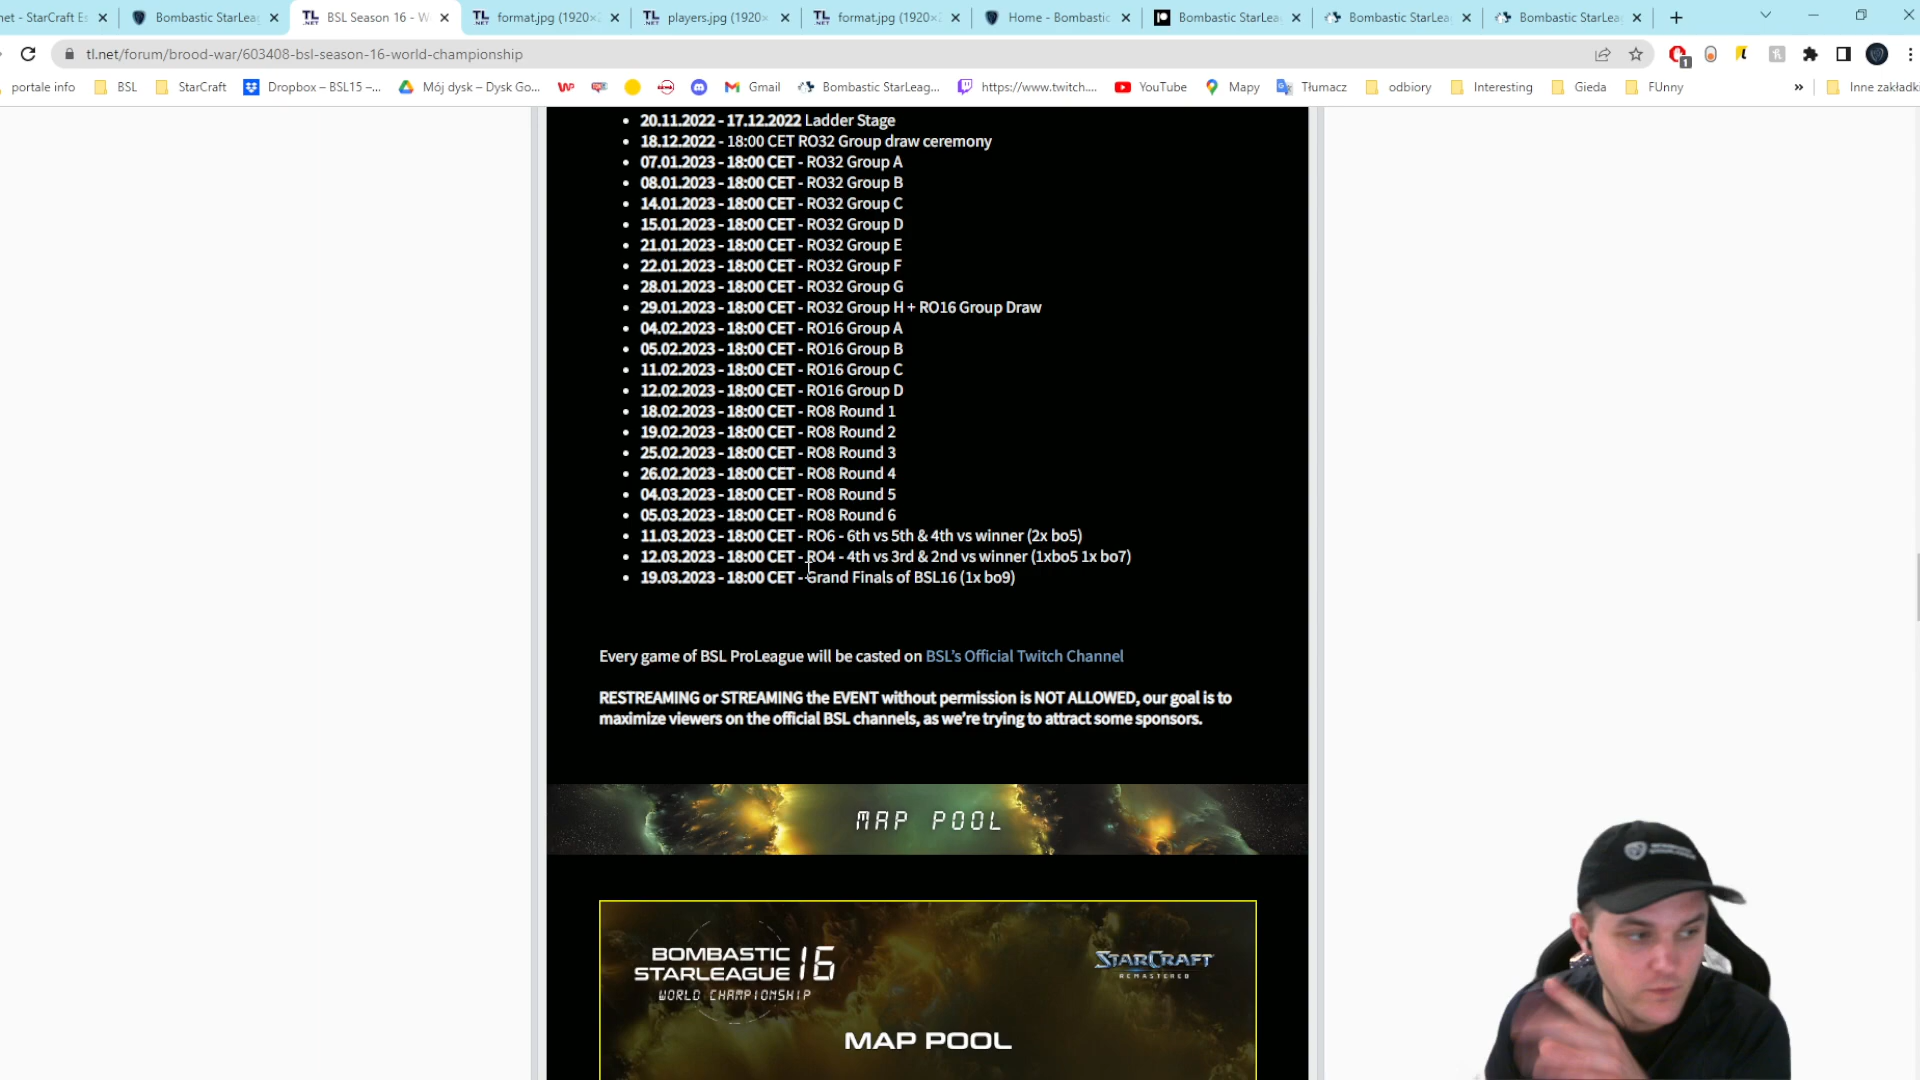 net - StarCraft Es
Bombastic StarLea
BSL Season 16 - W
format.jpg (1920×
players.jpg (1920×
format.jpg (1920×
Home - Bombastic
Bombastic StarLea
Bombastic StarLea
Bombastic StarLea
tl.net/forum/brood-war/603408-bsl-season-16-world-championship
1
portale info
BSL
StarCraft
Dropbox – BSL15 –...
Mój dysk – Dysk Go...
Gmail
Bombastic StarLeag...
https://www.twitch....
YouTube
Mapy
Tłumacz
odbiory
Interesting
Gieda
FUnny
»
Inne zakładki
• 20.11.2022 - 17.12.2022 Ladder Stage
• 18.12.2022 - 18:00 CET RO32 Group draw ceremony
• 07.01.2023 - 18:00 CET - RO32 Group A
• 08.01.2023 - 18:00 CET - RO32 Group B
• 14.01.2023 - 18:00 CET - RO32 Group C
• 15.01.2023 - 18:00 CET - RO32 Group D
• 21.01.2023 - 18:00 CET - RO32 Group E
• 22.01.2023 - 18:00 CET - RO32 Group F
• 28.01.2023 - 18:00 CET - RO32 Group G
• 29.01.2023 - 18:00 CET - RO32 Group H + RO16 Group Draw
• 04.02.2023 - 18:00 CET - RO16 Group A
• 05.02.2023 - 18:00 CET - RO16 Group B
• 11.02.2023 - 18:00 CET - RO16 Group C
• 12.02.2023 - 18:00 CET - RO16 Group D
• 18.02.2023 - 18:00 CET - RO8 Round 1
• 19.02.2023 - 18:00 CET - RO8 Round 2
• 25.02.2023 - 18:00 CET - RO8 Round 3
• 26.02.2023 - 18:00 CET - RO8 Round 4
• 04.03.2023 - 18:00 CET - RO8 Round 5
• 05.03.2023 - 18:00 CET - RO8 Round 6
• 11.03.2023 - 18:00 CET - RO6 - 6th vs 5th & 4th vs winner (2x bo5)
• 12.03.2023 - 18:00 CET - RO4 - 4th vs 3rd & 2nd vs winner (1xbo5 1x bo7)
• 19.03.2023 - 18:00 CET - Grand Finals of BSL16 (1x bo9)
Every game of BSL ProLeague will be casted on BSL's Official Twitch Channel
RESTREAMING or STREAMING the EVENT without permission is NOT ALLOWED, our goal is to
maximize viewers on the official BSL channels, as we're trying to attract some sponsors.
MAP POOL
BOMBASTIC
STARLEAGUE 16
WORLD CHAMPIONSHIP
STARCRAFT
REMASTERED
MAP POOL